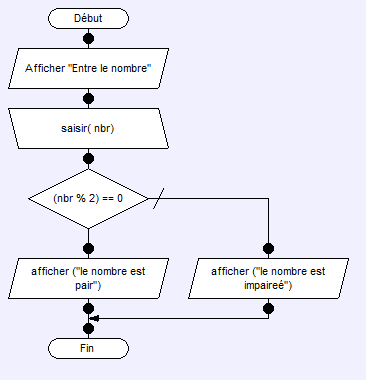 Début
Afficher "Entre le nombre"
saisir( nbr)
(nbr % 2) == 0
afficher ("le nombre est
pair")
afficher ("le nombre est
impaireé")
Fin